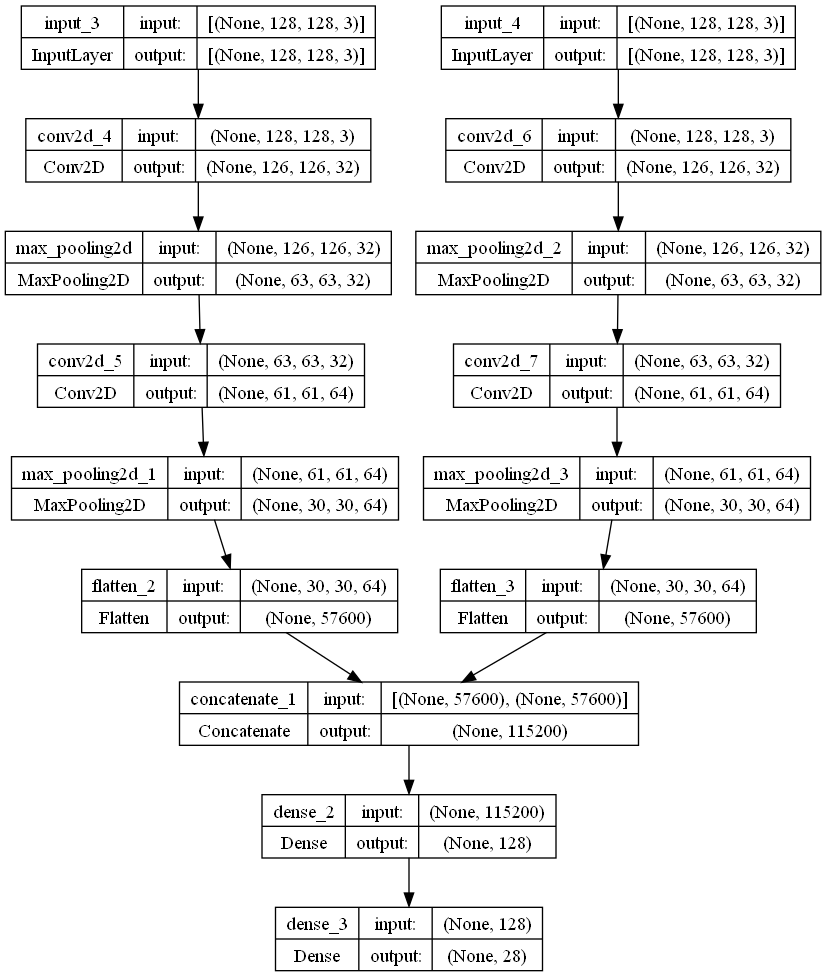 input_3 input: [(None, 128, 128, 3)]
InputLayer output: [(None, 128, 128, 3)]
input_4 input: [(None, 128, 128, 3)]
InputLayer output: [(None, 128, 128, 3)]
conv2d_4 input: (None, 128, 128, 3)
Conv2D output: (None, 126, 126, 32)
conv2d_6 input: (None, 128, 128, 3)
Conv2D output: (None, 126, 126, 32)
max_pooling2d input: (None, 126, 126, 32)
MaxPooling2D output: (None, 63, 63, 32)
max_pooling2d_2 input: (None, 126, 126, 32)
MaxPooling2D output: (None, 63, 63, 32)
conv2d_5 input: (None, 63, 63, 32)
Conv2D output: (None, 61, 61, 64)
conv2d_7 input: (None, 63, 63, 32)
Conv2D output: (None, 61, 61, 64)
max_pooling2d_1 input: (None, 61, 61, 64)
MaxPooling2D output: (None, 30, 30, 64)
max_pooling2d_3 input: (None, 61, 61, 64)
MaxPooling2D output: (None, 30, 30, 64)
flatten_2 input: (None, 30, 30, 64)
Flatten output: (None, 57600)
flatten_3 input: (None, 30, 30, 64)
Flatten output: (None, 57600)
concatenate_1 input: [(None, 57600), (None, 57600)]
Concatenate output: (None, 115200)
dense_2 input: (None, 115200)
Dense output: (None, 128)
dense_3 input: (None, 128)
Dense output: (None, 28)